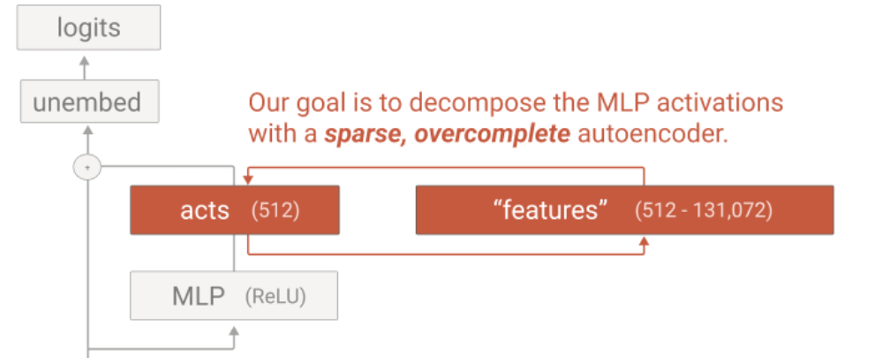 logits
unembed
Our goal is to decompose the MLP activations
with a sparse, overcomplete autoencoder.
+
acts (512)
“features” (512 - 131,072)
MLP (ReLU)